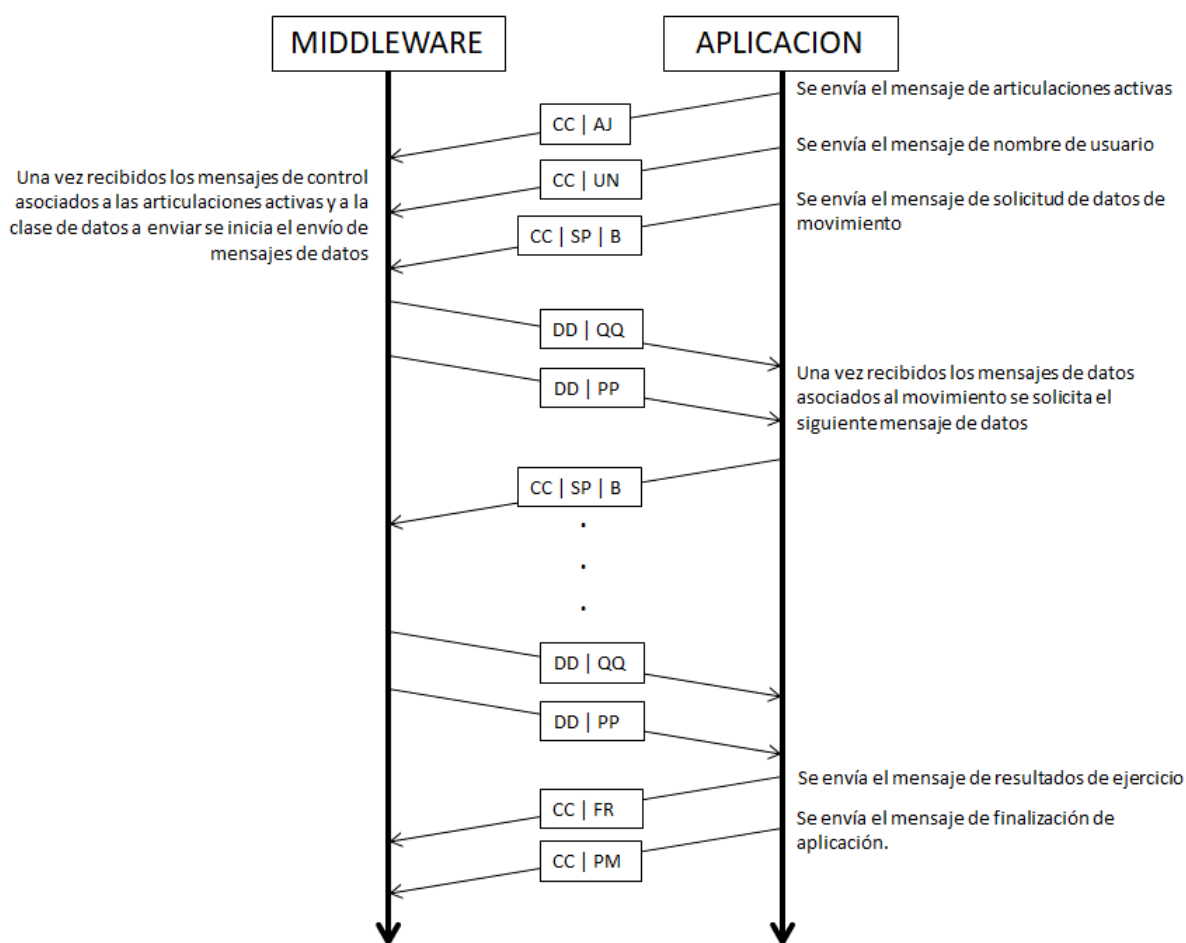 MIDDLEWARE
APLICACION
Se envía el mensaje de articulaciones activas
CC | AJ
Se envía el mensaje de nombre de usuario
CC | UN
Una vez recibidos los mensajes de control
asociados a las articulaciones activas y a la
clase de datos a enviar se inicia el envío de
mensajes de datos
Se envía el mensaje de solicitud de datos de
movimiento
CC | SP | B
DD | QQ
DD | PP
Una vez recibidos los mensajes de datos
asociados al movimiento se solicita el
siguiente mensaje de datos
CC | SP | B
.
.
.
DD | QQ
DD | PP
Se envía el mensaje de resultados de ejercicio
CC | FR
Se envía el mensaje de finalización de
aplicación.
CC | PM